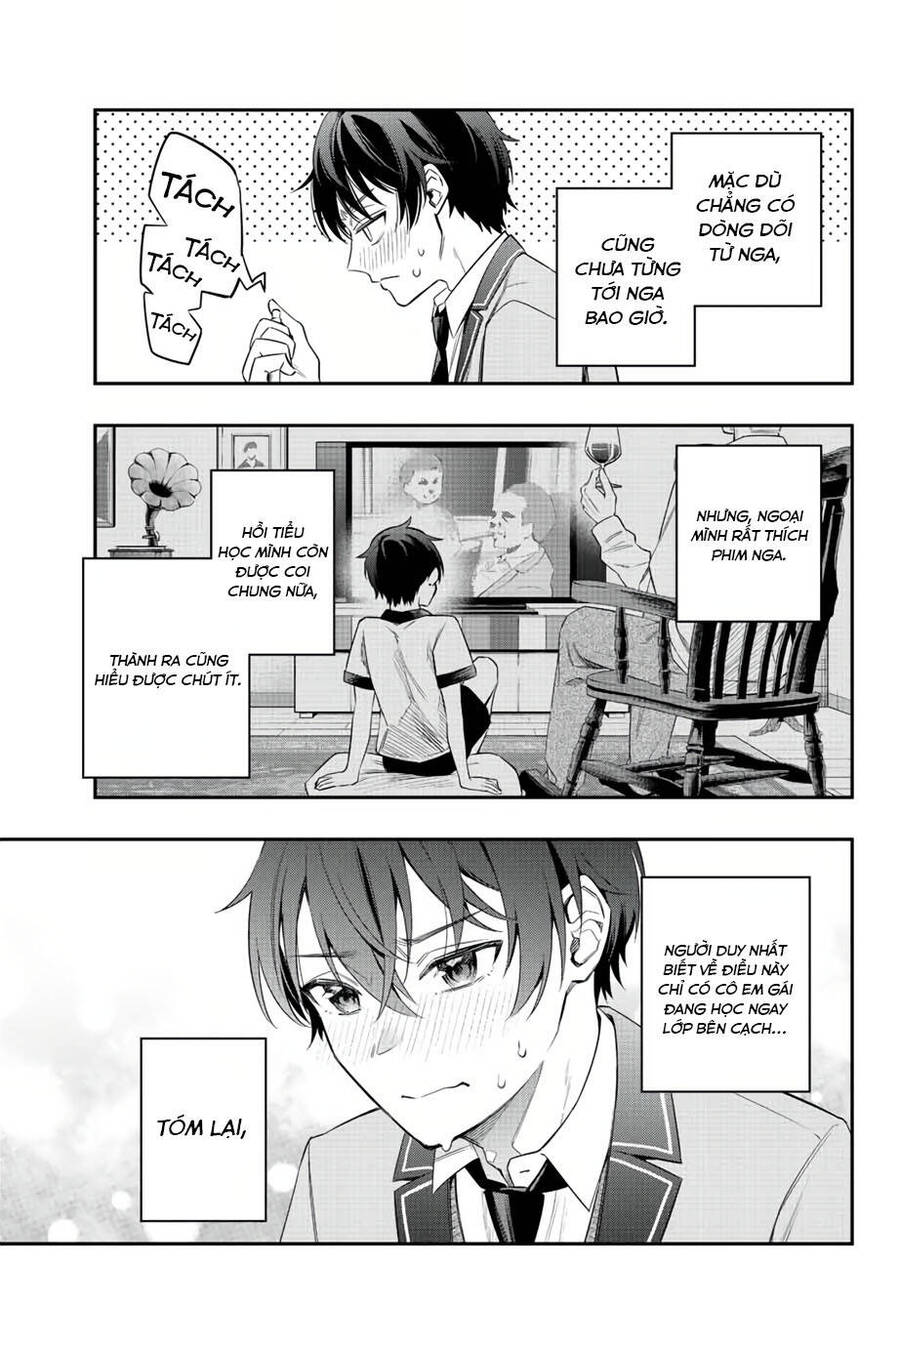 MẶC DÙ
CHẲNG CÓ
DÒNG DÕI
TỪ NGA,
CŨNG
CHƯA TỪNG
TỚI NGA
BAO GIỜ.
TÁCH
TÁCH
TÁCH
TÁCH
NHƯNG, NGOẠI
MÌNH RẤT THÍCH
PHIM NGA.
HỒI TIỂU
HỌC MÌNH CÒN
ĐƯỢC COI
CHUNG NỮA,
THÀNH RA CŨNG
HIỂU ĐƯỢC CHÚT ÍT.
NGƯỜI DUY NHẤT
BIẾT VỀ ĐIỀU NÀY
CHỈ CÓ CÔ EM GÁI
ĐANG HỌC NGAY
LỚP BÊN CẠCH...
TÓM LẠI,